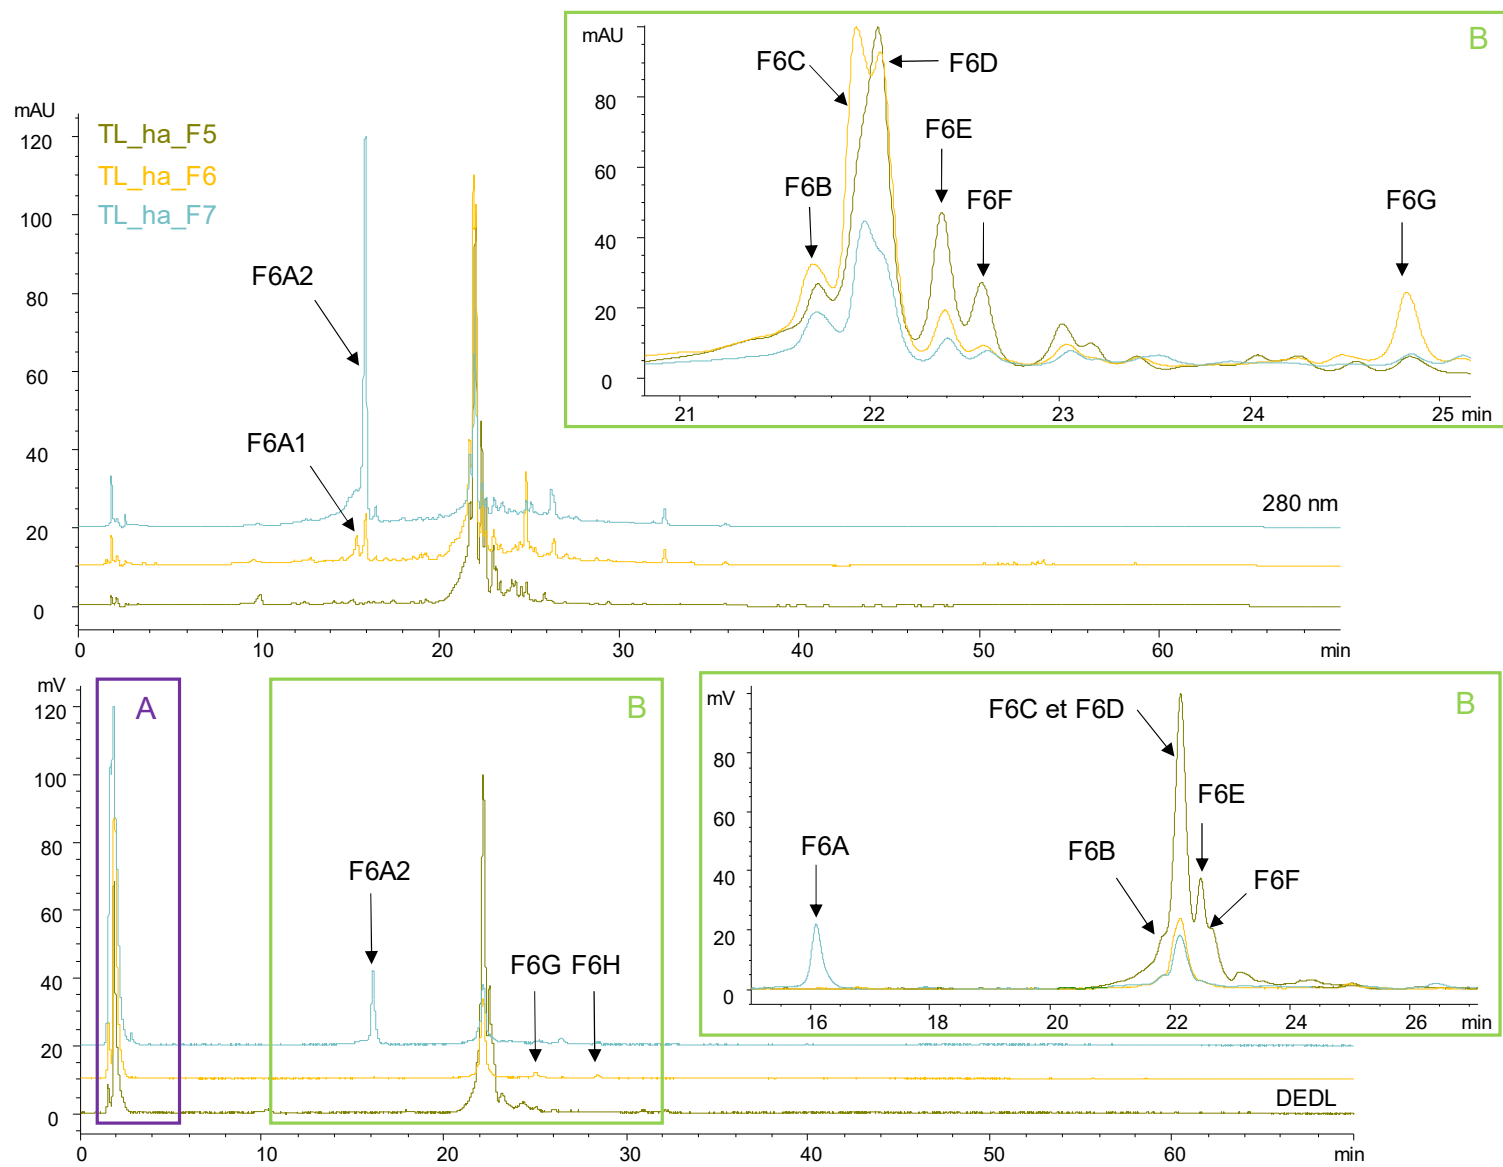 mAU
120
100
80
60
40
20
0
TL_ha_F5
TL_ha_F6
TL_ha_F7
F6A2
F6A1
280 nm
0 10 20 30 40 50 60 min
B
mAU
80
60
40
20
0
F6C
F6D
F6B
F6E
F6F
F6G
21 22 23 24 25 min
mV
120
100
80
60
40
20
0
A
B
F6A2
F6G F6H
DEDL
0 10 20 30 40 50 60 min
B
mV
80
60
40
20
0
F6C et F6D
F6A
F6B
F6E
F6F
16 18 20 22 24 26 min